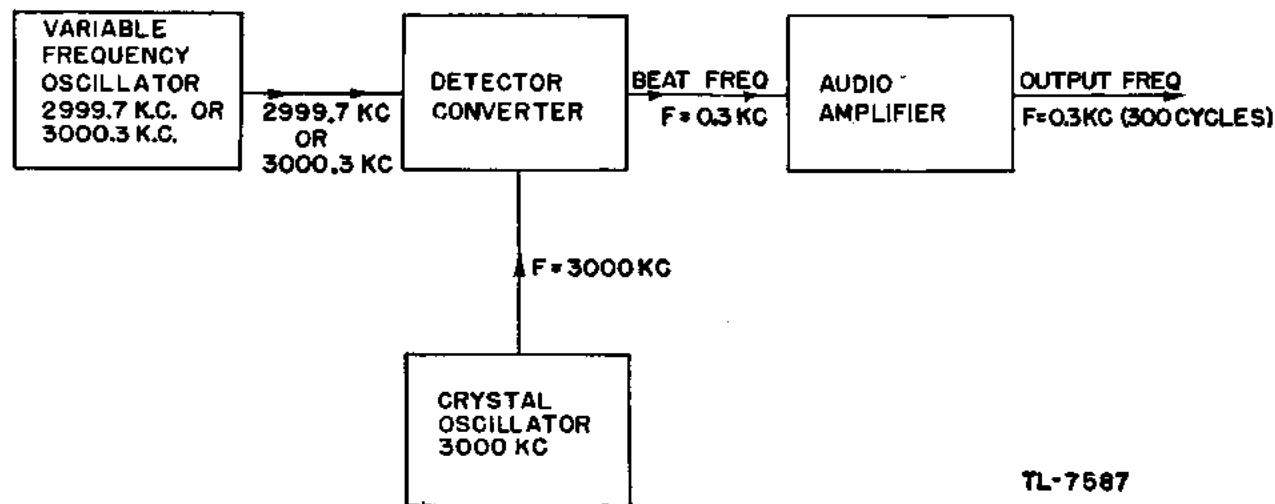 VARIABLE
FREQUENCY
OSCILLATOR
2999.7 K.C. OR
3000.3 K.C.
2999.7 KC
OR
3000.3 KC
DETECTOR
CONVERTER
BEAT FREQ
F = 0.3 KC
AUDIO
AMPLIFIER
OUTPUT FREQ
F=0.3KC (300 CYCLES)
F = 3000 KC
CRYSTAL
OSCILLATOR
3000 KC
TL-7587